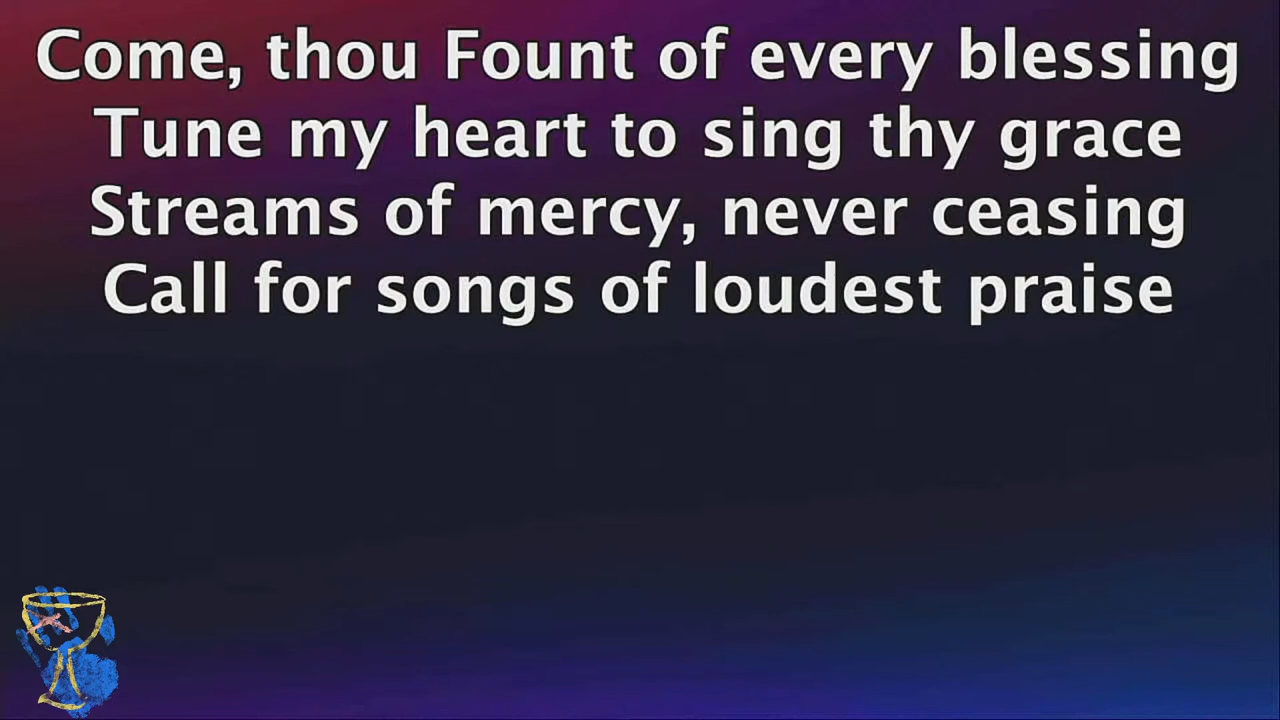 Come, thou Fount of every blessing
Tune my heart to sing thy grace
Streams of mercy, never ceasing
Call for songs of loudest praise